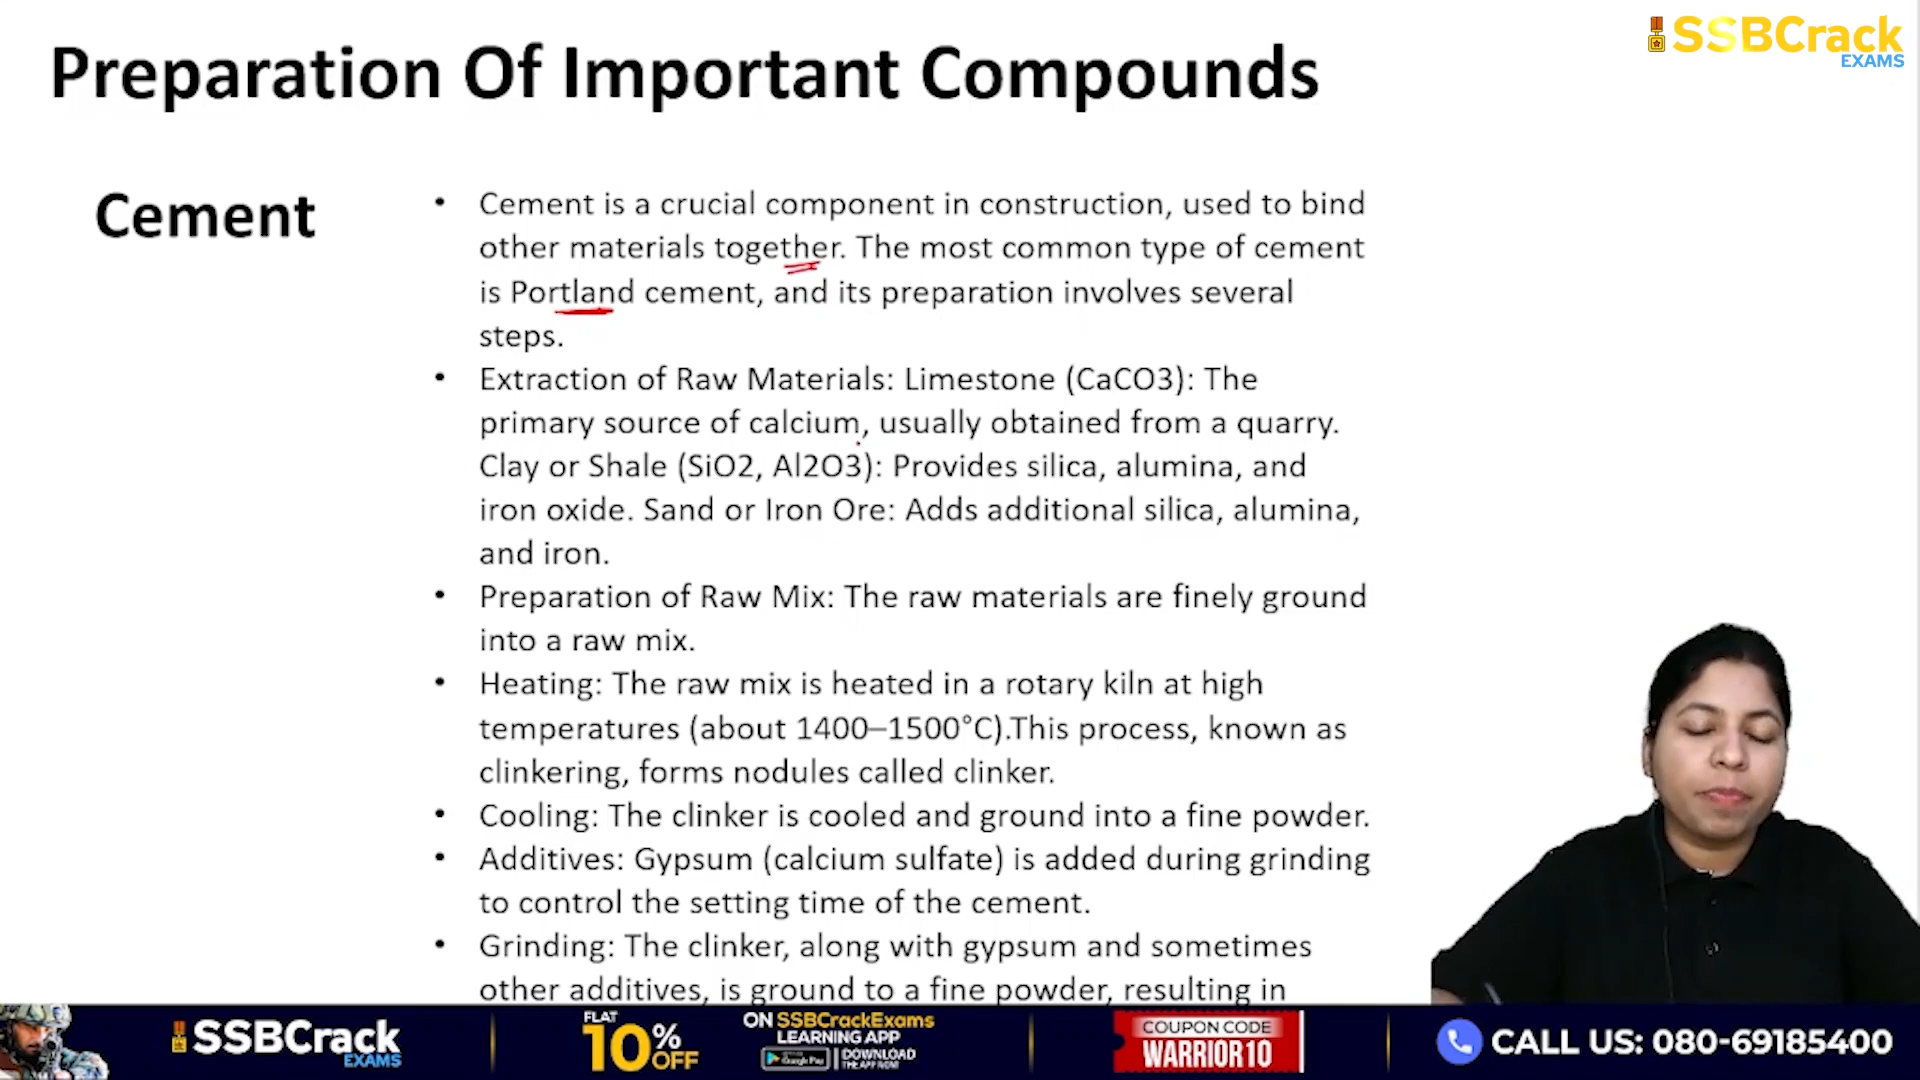 SSBCrack
EXAMS
Preparation Of Important Compounds
Cement
• Cement is a crucial component in construction, used to bind
other materials together. The most common type of cement
is Portland cement, and its preparation involves several
steps.
• Extraction of Raw Materials: Limestone (CaCO3): The
primary source of calcium, usually obtained from a quarry.
Clay or Shale (SiO2, Al2O3): Provides silica, alumina, and
iron oxide. Sand or Iron Ore: Adds additional silica, alumina,
and iron.
• Preparation of Raw Mix: The raw materials are finely ground
into a raw mix.
• Heating: The raw mix is heated in a rotary kiln at high
temperatures (about 1400–1500°C).This process, known as
clinkering, forms nodules called clinker.
• Cooling: The clinker is cooled and ground into a fine powder.
• Additives: Gypsum (calcium sulfate) is added during grinding
to control the setting time of the cement.
• Grinding: The clinker, along with gypsum and sometimes
other additives, is ground to a fine powder, resulting in
SSBCrack
EXAMS
FLAT
10% OFF
ON SSBCrackExams
LEARNING APP
Google Play
DOWNLOAD
THE APP NOW
COUPON CODE
WARRIOR10
CALL US: 080-69185400